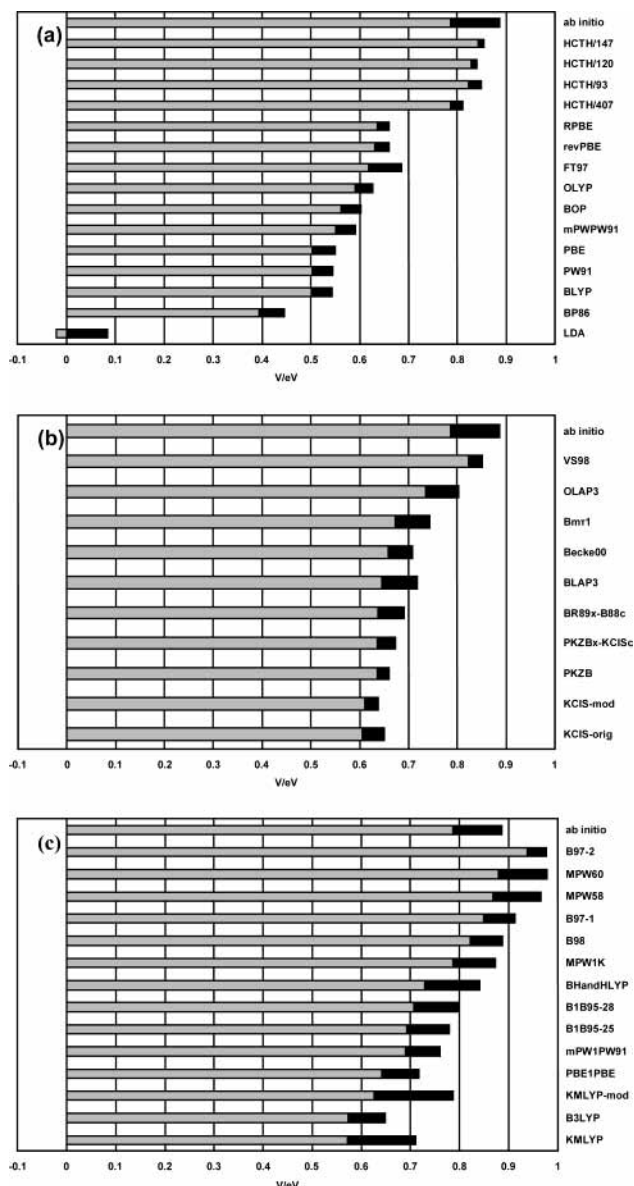 (a)
ab initio
HCTH/147
HCTH/120
HCTH/93
HCTH/407
RPBE
revPBE
FT97
OLYP
BOP
mPWPW91
PBE
PW91
BLYP
BP86
LDA
-0.1 0 0.1 0.2 0.3 0.4 0.5 0.6 0.7 0.8 0.9 1
V/eV
(b)
ab initio
VS98
OLAP3
Bmτ1
Becke00
BLAP3
BR89x-B88c
PKZBx-KCISc
PKZB
KCIS-mod
KCIS-orig
-0.1 0 0.1 0.2 0.3 0.4 0.5 0.6 0.7 0.8 0.9 1
V/eV
(c)
ab initio
B97-2
MPW60
MPW58
B97-1
B98
MPW1K
BHandHLYP
B1B95-28
B1B95-25
mPW1PW91
PBE1PBE
KMLYP-mod
B3LYP
KMLYP
-0.1 0 0.1 0.2 0.3 0.4 0.5 0.6 0.7 0.8 0.9 1
V/eV